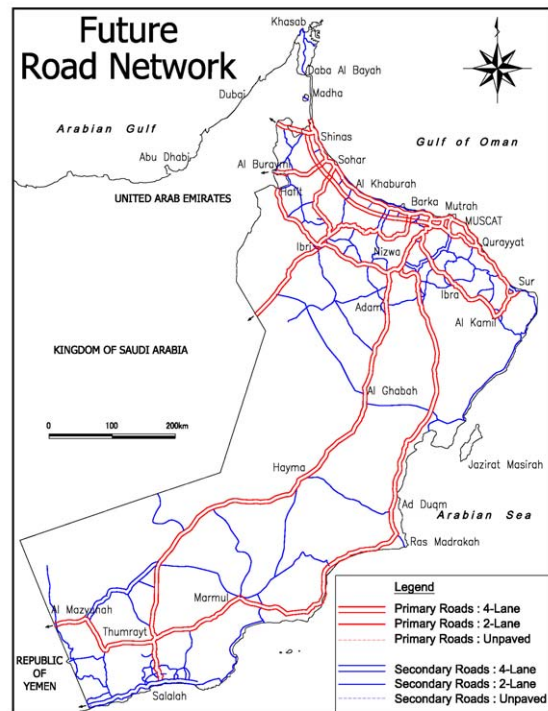 Future
Road Network
Khasab
Daba Al Bayah
Madha
Dubai
Arabian Gulf
Shinas
Gulf of Oman
Abu Dhabi
Sohar
Al Buraymi
Al Khaburah
UNITED ARAB EMIRATES
Hafit
Barka
Mutrah
MUSCAT
Qurayyat
Ibri
Nizwa
Sur
Ibra
Adam
Al Kamil
KINGDOM OF SAUDI ARABIA
Al Ghabah
0 100 200km
Jazirat Masirah
Hayma
Ad Duqm
Arabian Sea
Ras Madrakah
Legend
Marmul
Al Mazyunah
Primary Roads : 4-Lane
Primary Roads : 2-Lane
Thumrayt
Primary Roads : Unpaved
REPUBLIC
OF
YEMEN
Secondary Roads : 4-Lane
Secondary Roads : 2-Lane
Salalah
Secondary Roads : Unpaved